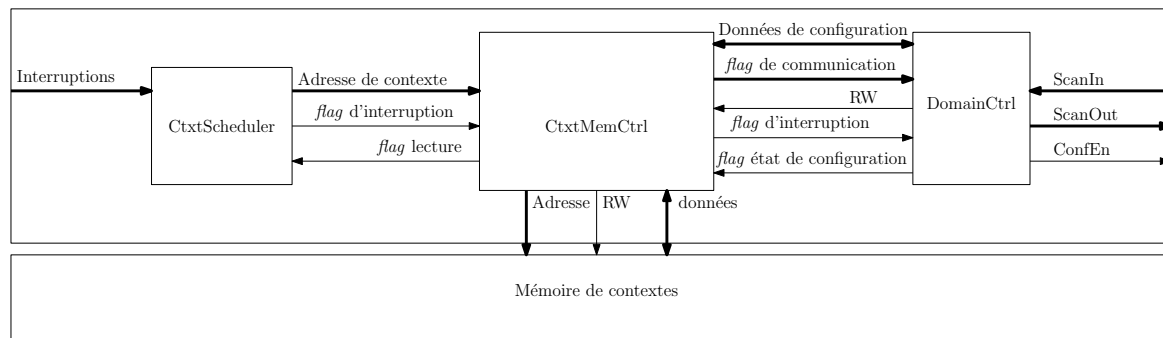 Données de configuration
Interruptions
Adresse de contexte
flag de communication
ScanIn
RW
DomainCtrl
flag d'interruption
ScanOut
CtxtScheduler
CtxtMemCtrl
flag d'interruption
flag lecture
flag état de configuration
ConfEn
Adresse
RW
données
Mémoire de contextes